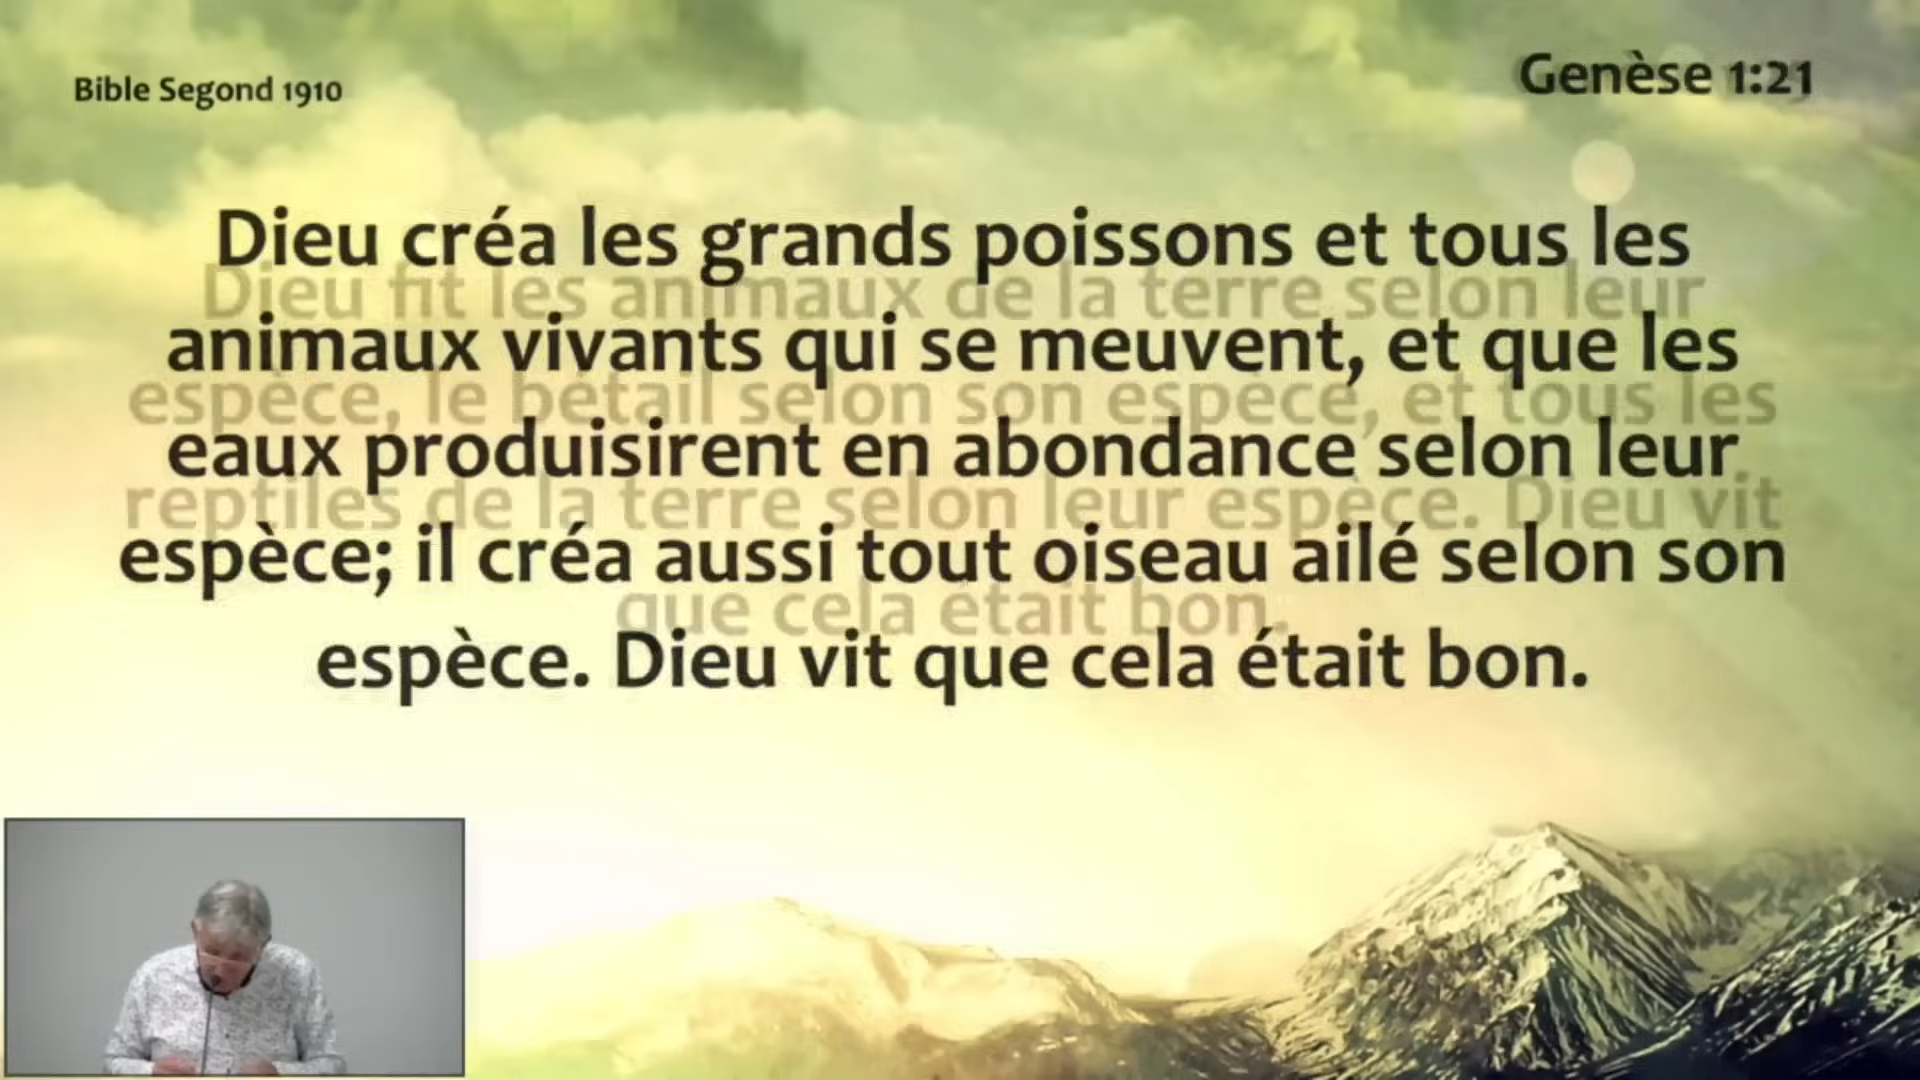 Bible Segond 1910
Genèse 1:21
Dieu créa les grands poissons et tous les
animaux vivants qui se meuvent, et que les
eaux produisirent en abondance selon leur
espèce; il créa aussi tout oiseau ailé selon son
espèce. Dieu vit que cela était bon.
Dieu fit les animaux de la terre selon leur
espèce, le bétail selon son espèce, et tous les
reptiles de la terre selon leur espèce. Dieu vit
que cela était bon.